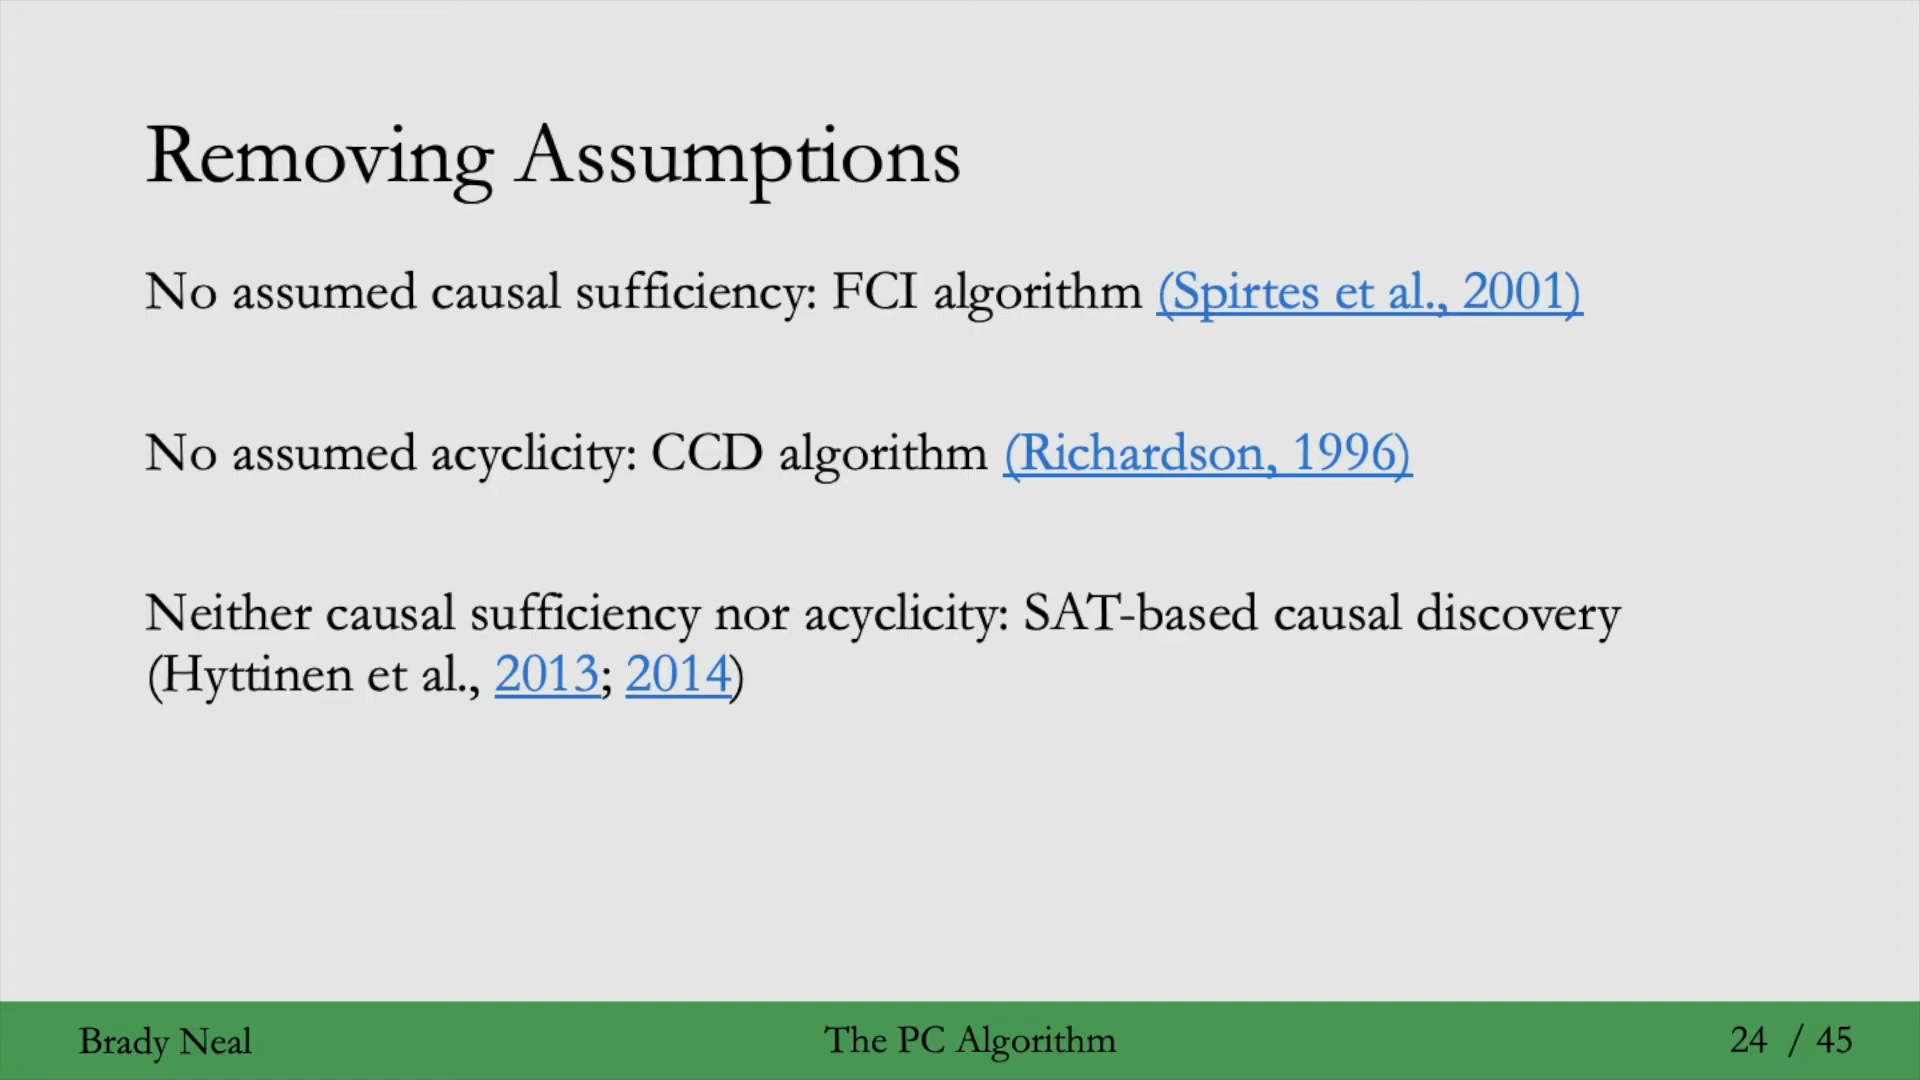 Removing Assumptions
No assumed causal sufficiency: FCI algorithm (Spirtes et al., 2001)
No assumed acyclicity: CCD algorithm (Richardson, 1996)
Neither causal sufficiency nor acyclicity: SAT-based causal discovery
(Hyttinen et al., 2013; 2014)
Brady Neal
The PC Algorithm
24 / 45